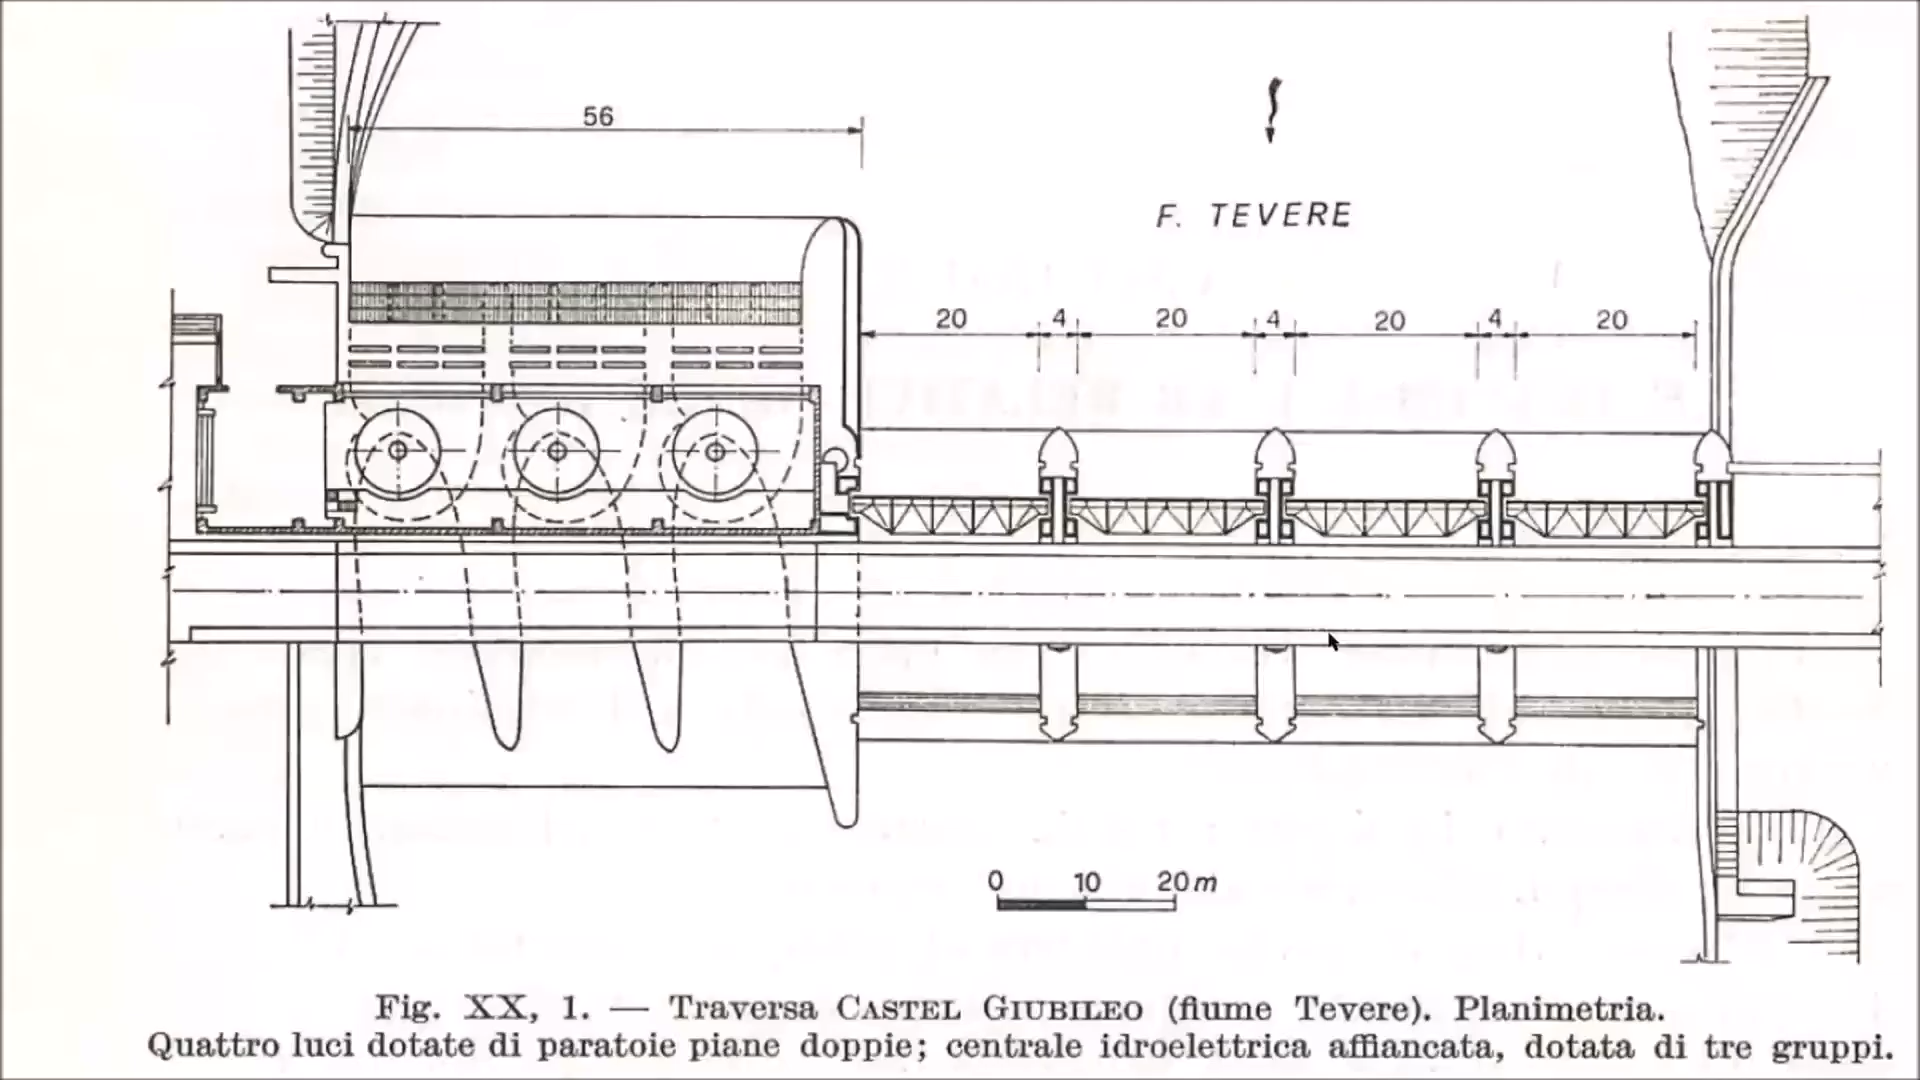 56
F. TEVERE
20 4 20 4 20 4 20
0 10 20 m
Fig. XX, 1. — Traversa CASTEL GIUBILEO (fiume Tevere). Planimetria.
Quattro luci dotate di paratoie piane doppie; centrale idroelettrica affiancata, dotata di tre gruppi.